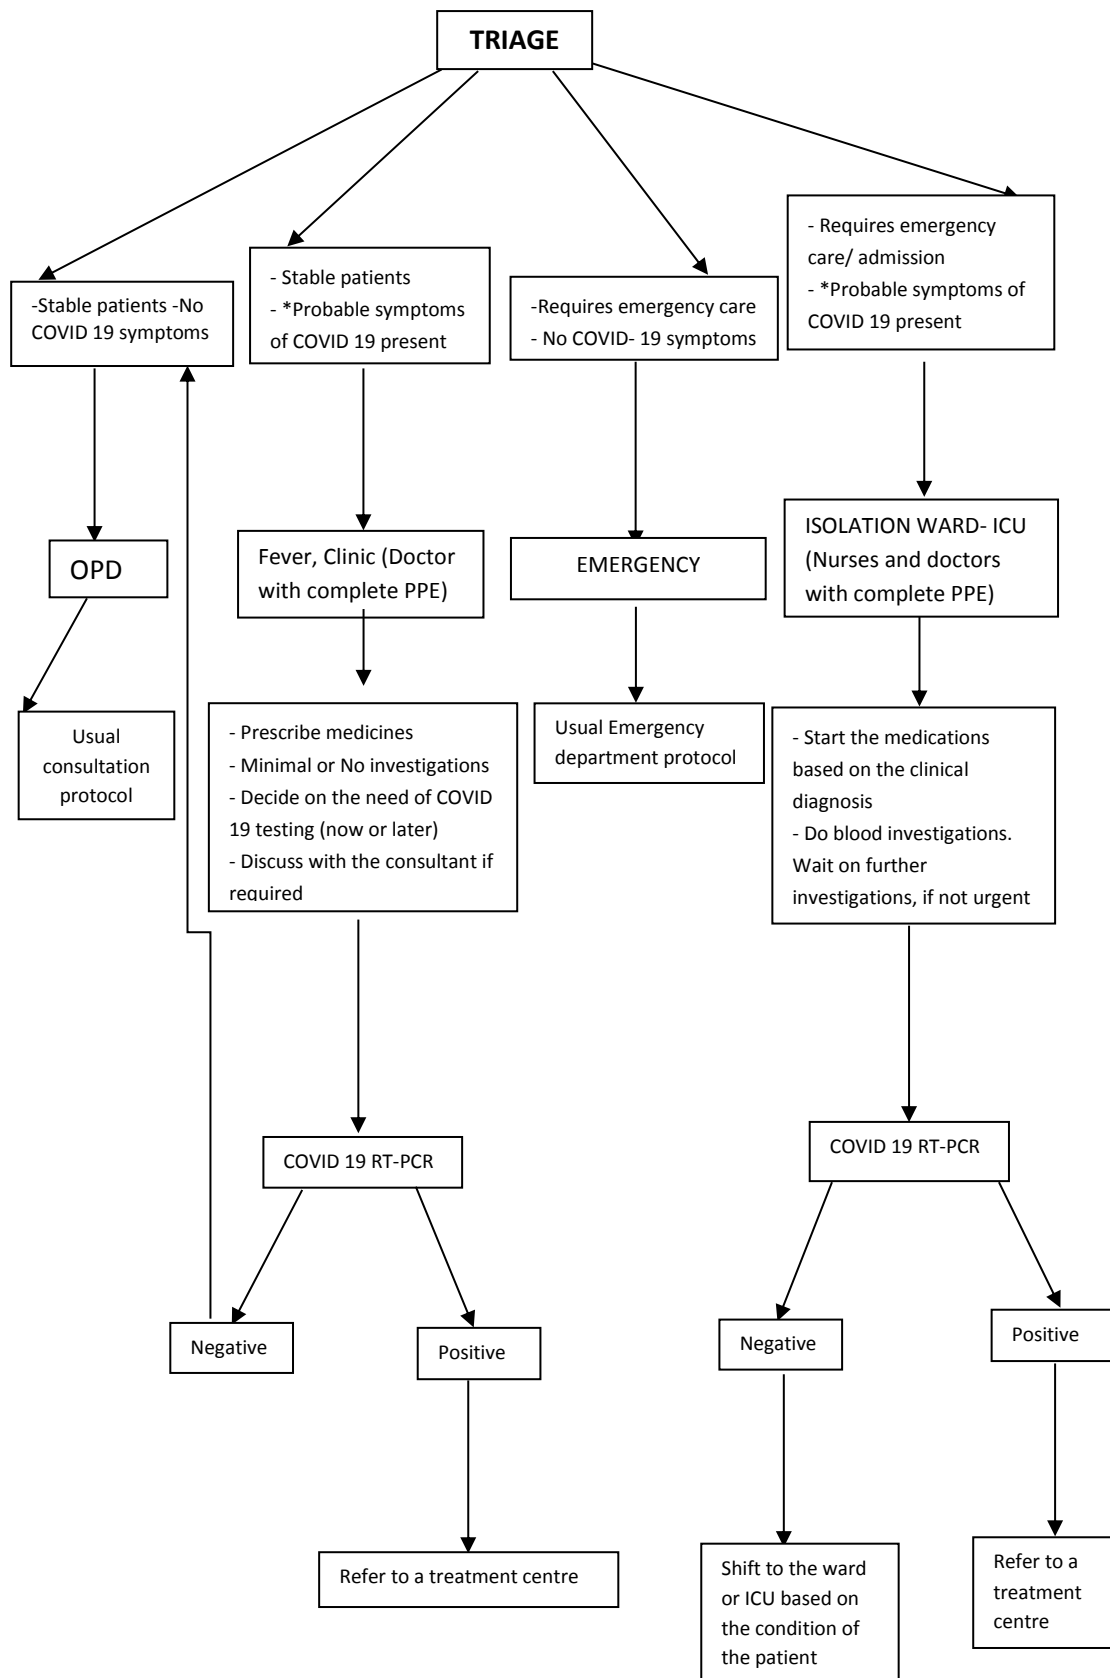 TRIAGE
-Stable patients -No
COVID 19 symptoms
- Stable patients
- *Probable symptoms
of COVID 19 present
-Requires emergency care
- No COVID- 19 symptoms
- Requires emergency
care/ admission
- *Probable symptoms of
COVID 19 present
OPD
Fever, Clinic (Doctor
with complete PPE)
EMERGENCY
ISOLATION WARD- ICU
(Nurses and doctors
with complete PPE)
Usual
consultation
protocol
- Prescribe medicines
- Minimal or No investigations
- Decide on the need of COVID
19 testing (now or later)
- Discuss with the consultant if
required
Usual Emergency
department protocol
- Start the medications
based on the clinical
diagnosis
- Do blood investigations.
Wait on further
investigations, if not urgent
COVID 19 RT-PCR
COVID 19 RT-PCR
Negative
Positive
Negative
Positive
Refer to a treatment centre
Shift to the ward
or ICU based on
the condition of
the patient
Refer to a
treatment
centre